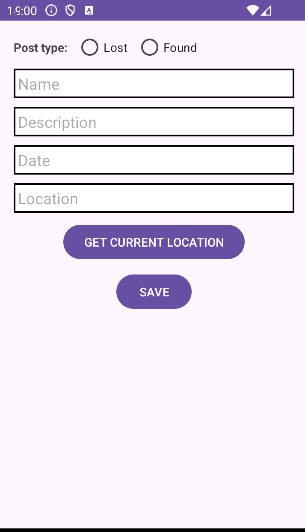 19:00
Post type: Lost Found
Name
Description
Date
Location
GET CURRENT LOCATION
SAVE